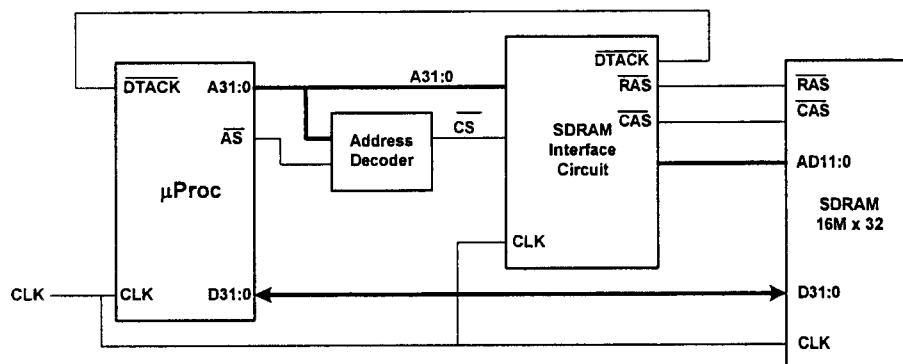 DTACK A31:0
AS
μProc
CLK
CLK D31:0
Address
Decoder
A31:0
CS
DTACK
RAS
CAS
SDRAM
Interface
Circuit
CLK
RAS
CAS
AD11:0
SDRAM
16M x 32
D31:0
CLK